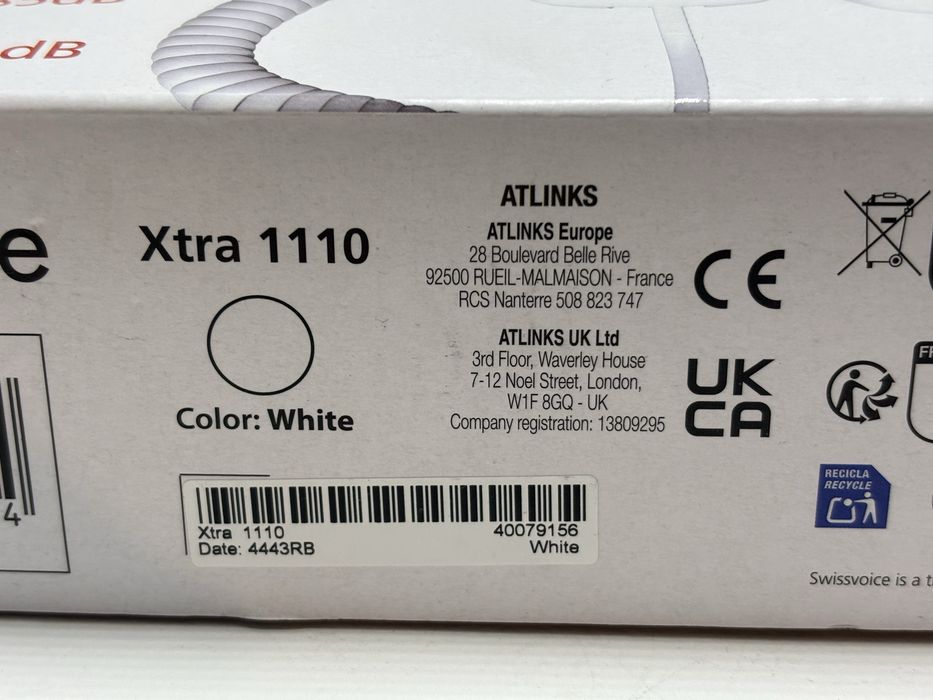 dB
e
Xtra 1110
Color: White
ATLINKS
ATLINKS Europe
28 Boulevard Belle Rive
92500 RUEIL-MALMAISON - France
RCS Nanterre 508 823 747
ATLINKS UK Ltd
3rd Floor, Waverley House
7-12 Noel Street, London,
W1F 8GQ - UK
Company registration: 13809295
CE
UK
CA
FR
RECICLA
RECYCLE
4
Xtra 1110 40079156
Date: 4443RB White
Swissvoice is a t